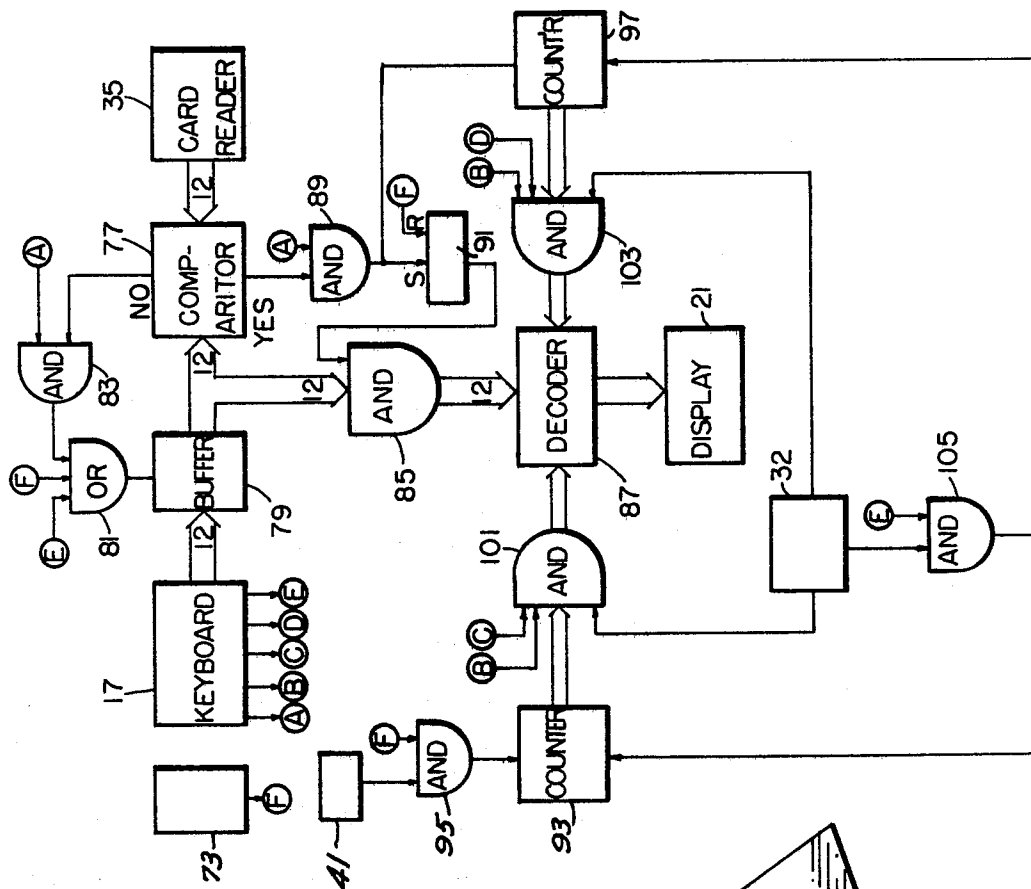 35
CARD
READER
12
77
NO
COMP-
ARITOR
YES
A
AND
83
E
F
OR
81
BUFFER
79
12
12
12
KEYBOARD
17
A
B
C
D
E
73
F
A
AND
89
F
R
S
91
AND
85
12
41
F
AND
95
COUNT'R
97
B
D
AND
103
DECODER
87
DISPLAY
21
AND
101
B
C
COUNTER
93
32
E
AND
105